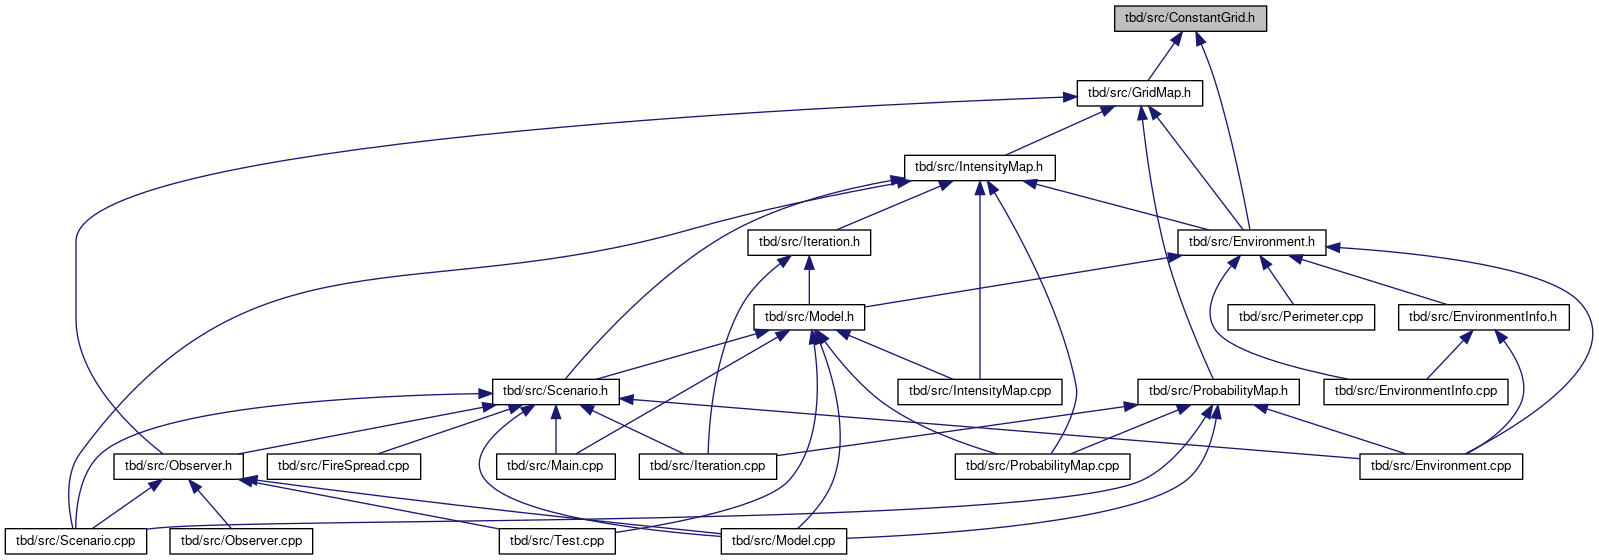 tbd/src/ConstantGrid.h
tbd/src/GridMap.h
tbd/src/IntensityMap.h
tbd/src/Iteration.h
tbd/src/Environment.h
tbd/src/Model.h
tbd/src/Perimeter.cpp
tbd/src/EnvironmentInfo.h
tbd/src/Scenario.h
tbd/src/IntensityMap.cpp
tbd/src/ProbabilityMap.h
tbd/src/EnvironmentInfo.cpp
tbd/src/Observer.h
tbd/src/FireSpread.cpp
tbd/src/Main.cpp
tbd/src/Iteration.cpp
tbd/src/ProbabilityMap.cpp
tbd/src/Environment.cpp
tbd/src/Scenario.cpp
tbd/src/Observer.cpp
tbd/src/Test.cpp
tbd/src/Model.cpp